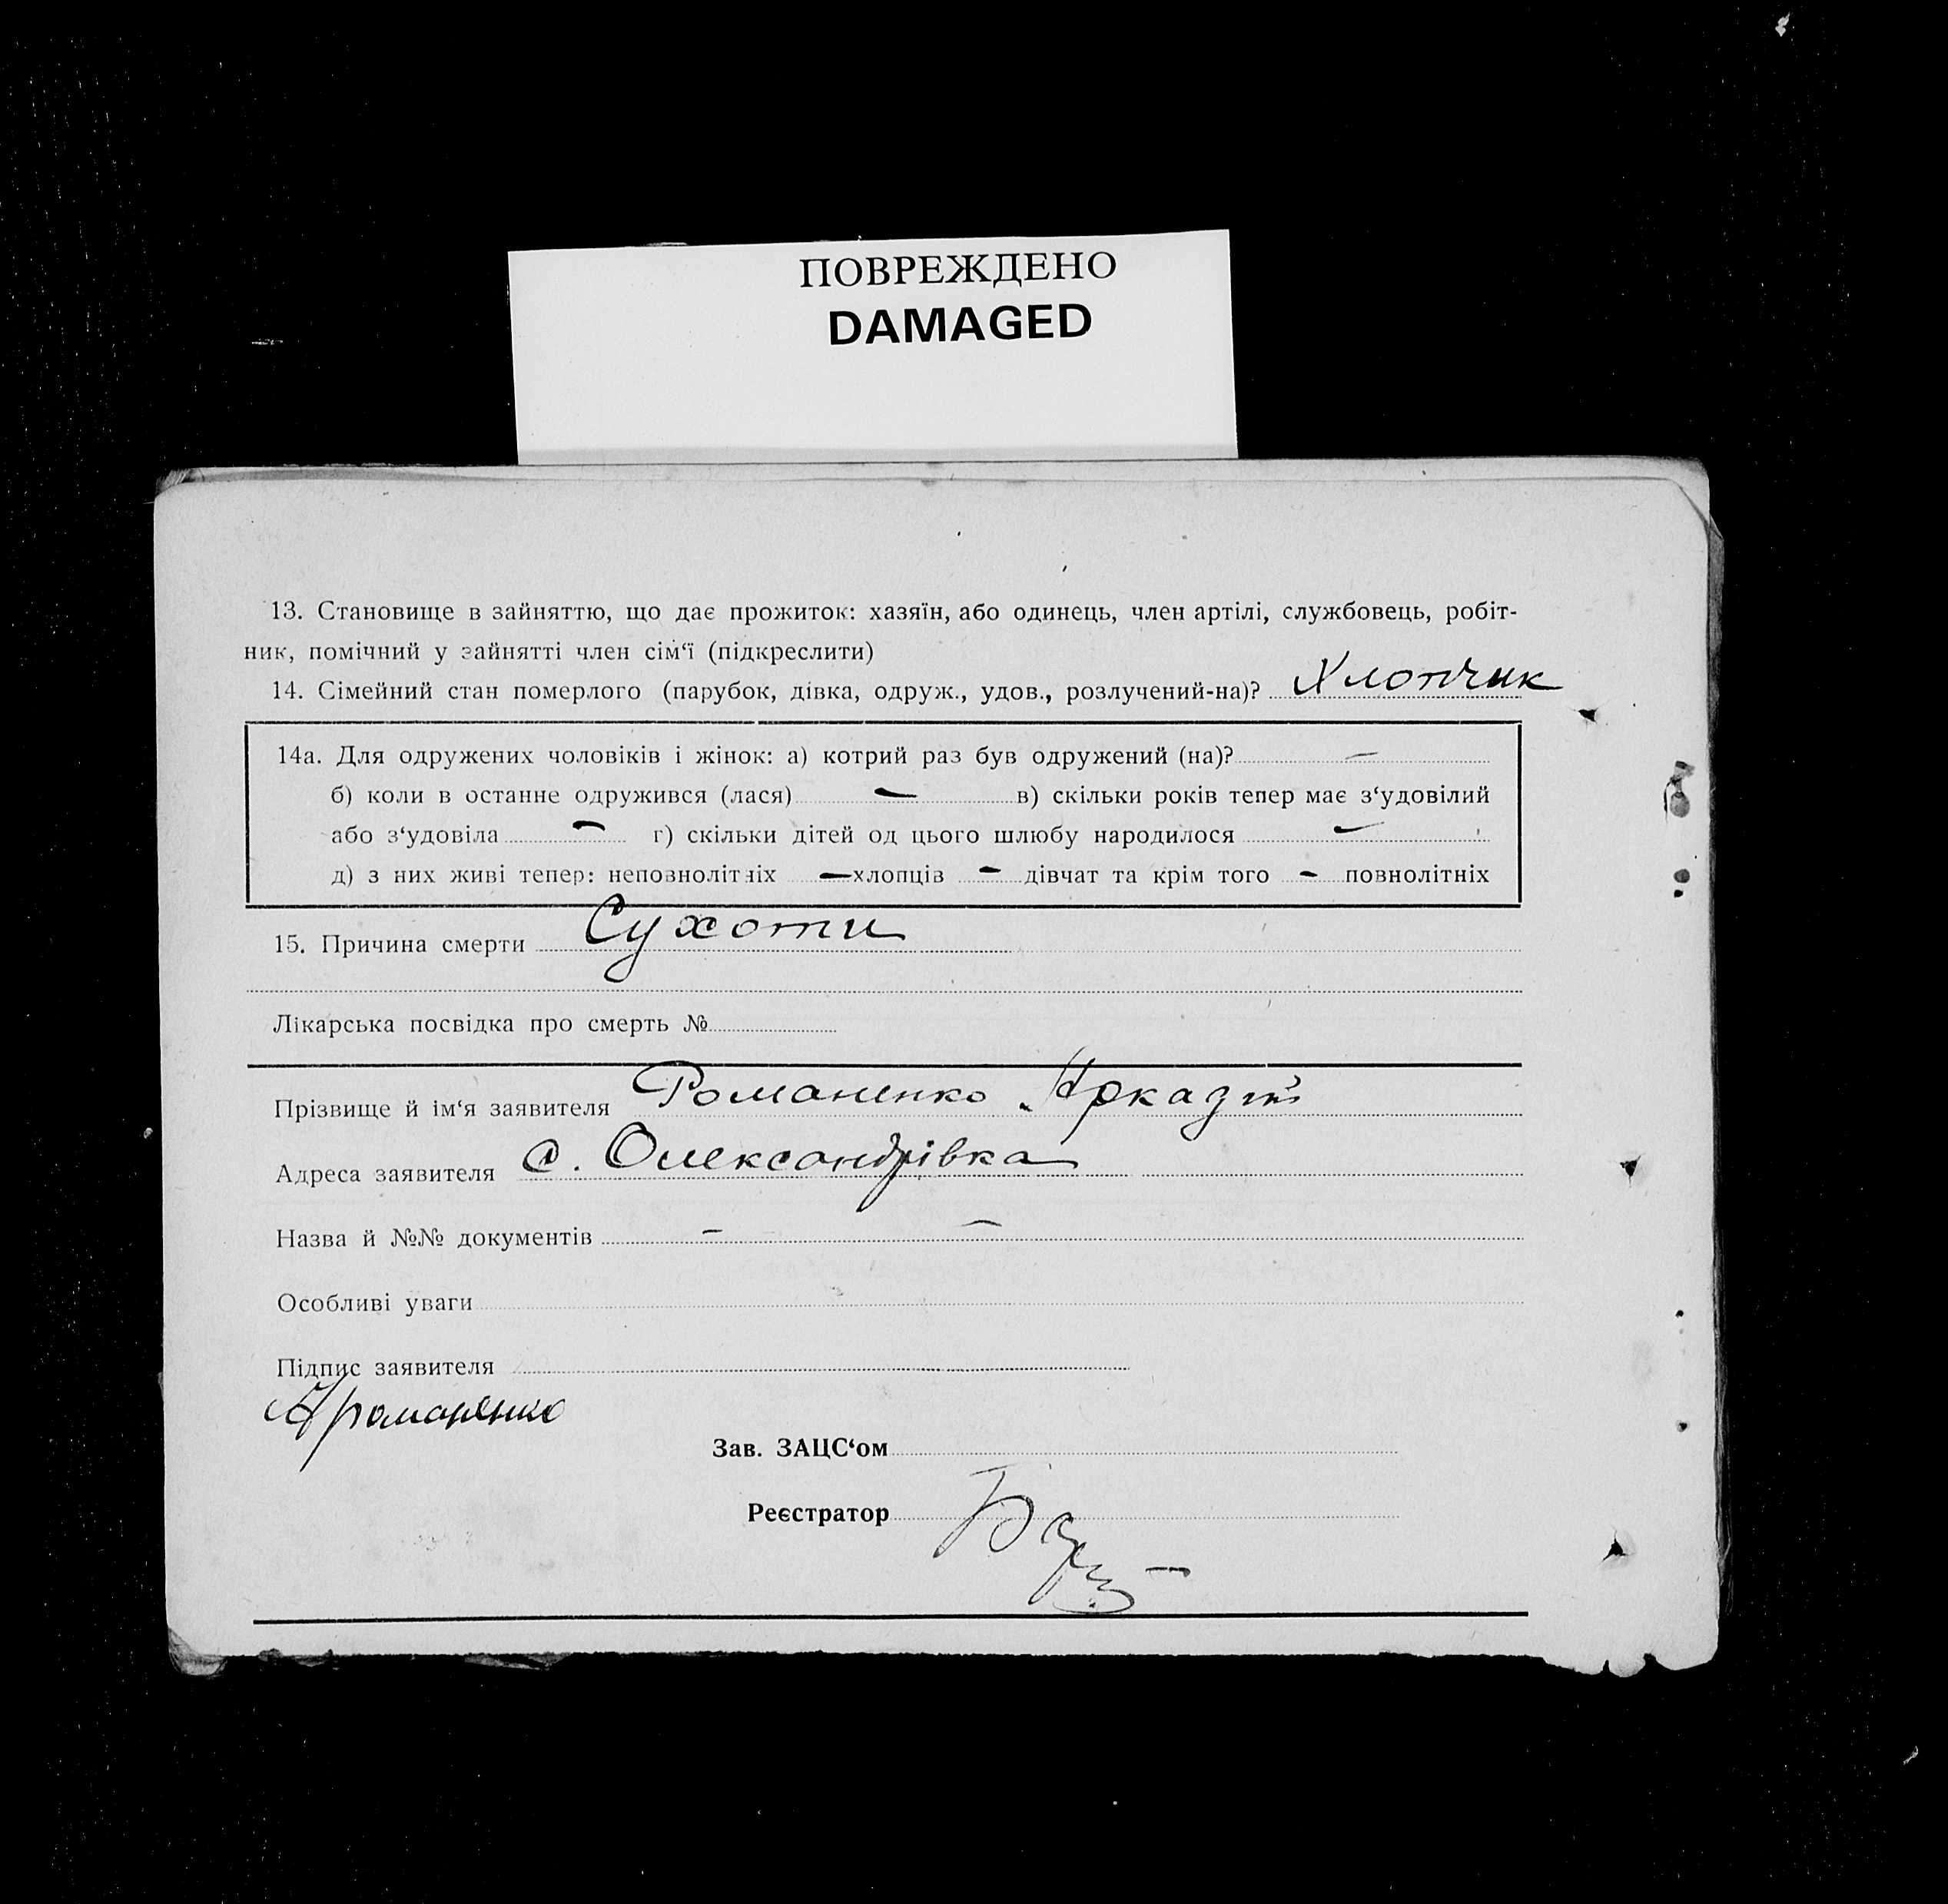 ПОВРЕЖДЕНО
DAMAGED
13. Становище в зайняттю, що дає прожиток: хазяїн, або одинець, член артілі, службовець, робіт-
ник, помічний у зайнятті член сім‘ї (підкреслити)
14. Сімейний стан померлого (парубок, дівка, одруж., удов., розлучений-на)? Хлопчик
14а. Для одружених чоловіків і жінок: а) котрий раз був одружений (на)? —
б) коли в останнє одружився (лася) — в) скільки років тепер має з‘удовілий
або з‘удовіла — г) скільки дітей од цього шлюбу народилося —
д) з них живі тепер: неповнолітніх — хлопців — дівчат та крім того — повнолітніх
15. Причина смерти Сухоти
Лікарська посвідка про смерть №
Прізвище й ім‘я заявителя Романенко Аркадій
Адреса заявителя с. Олександрівка
Назва й №№ документів — —
Особливі уваги
Підпис заявителя
А Романенко
Зав. ЗАЦС‘ом
Реєстратор